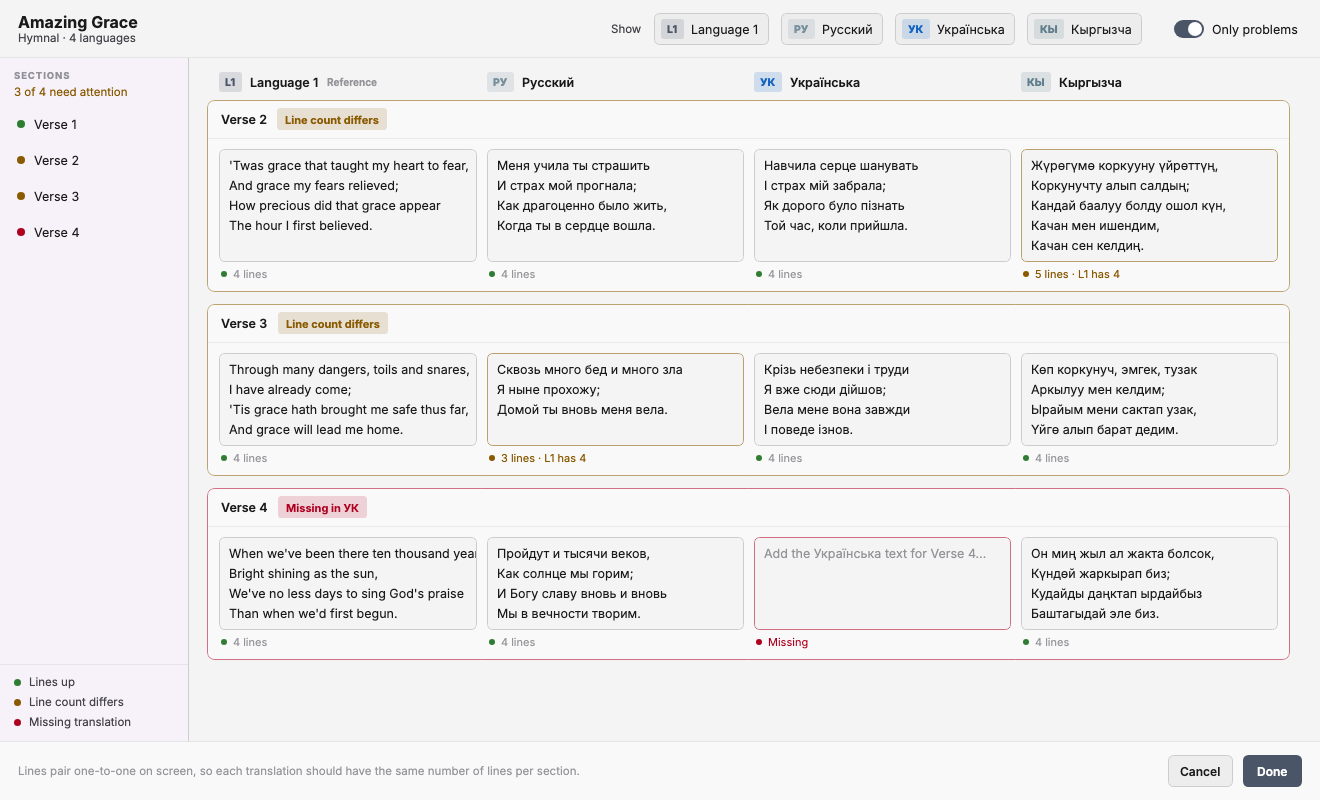 Amazing Grace
Hymnal · 4 languages
Show
L1 Language 1
РУ Русский
УК Українська
КЫ Кыргызча
Only problems
SECTIONS
3 of 4 need attention
Verse 1
Verse 2
Verse 3
Verse 4
Lines up
Line count differs
Missing translation
L1 Language 1 Reference
РУ Русский
УК Українська
КЫ Кыргызча
Verse 2 Line count differs
'Twas grace that taught my heart to fear,
And grace my fears relieved;
How precious did that grace appear
The hour I first believed.
4 lines
Меня учила ты страшить
И страх мой прогнала;
Как драгоценно было жить,
Когда ты в сердце вошла.
4 lines
Навчила серце шанувать
І страх мій забрала;
Як дорого було пізнать
Той час, коли прийшла.
4 lines
Жүрөгүмө коркууну үйрөттүң,
Коркунучту алып салдың;
Кандай баалуу болду ошол күн,
Качан мен ишендим,
Качан сен келдиң.
5 lines · L1 has 4
Verse 3 Line count differs
Through many dangers, toils and snares,
I have already come;
'Tis grace hath brought me safe thus far,
And grace will lead me home.
4 lines
Сквозь много бед и много зла
Я ныне прохожу;
Домой ты вновь меня вела.
3 lines · L1 has 4
Крізь небезпеки і труди
Я вже сюди дійшов;
Вела мене вона завжди
І поведе ізнов.
4 lines
Көп коркунуч, эмгек, тузак
Аркылуу мен келдим;
Ырайым мени сактап узак,
Үйгө алып барат дедим.
4 lines
Verse 4 Missing in УК
When we've been there ten thousand year
Bright shining as the sun,
We've no less days to sing God's praise
Than when we'd first begun.
4 lines
Пройдут и тысячи веков,
Как солнце мы горим;
И Богу славу вновь и вновь
Мы в вечности творим.
4 lines
Add the Українська text for Verse 4...
Missing
Он миң жыл ал жакта болсок,
Күндөй жаркырап биз;
Кудайды даңктап ырдайбыз
Баштагыдай эле биз.
4 lines
Lines pair one-to-one on screen, so each translation should have the same number of lines per section.
Cancel
Done